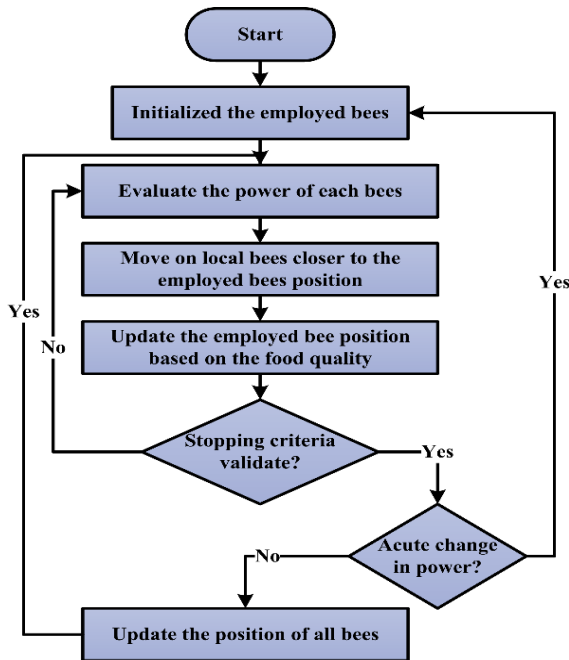 Start
Initialized the employed bees
Evaluate the power of each bees
Move on local bees closer to the
employed bees position
Yes
Yes
No
Update the employed bee position
based on the food quality
Stopping criteria
validate?
Yes
Acute change
in power?
No
Update the position of all bees